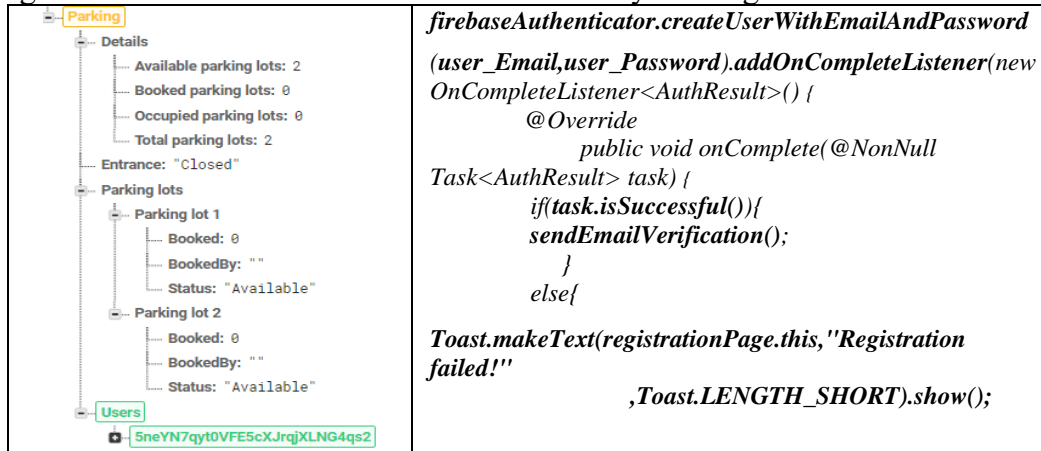 Parking
Details
Available parking lots: 2
Booked parking lots: 0
Occupied parking lots: 0
Total parking lots: 2
Entrance: "Closed"
Parking lots
Parking lot 1
Booked: 0
BookedBy: ""
Status: "Available"
Parking lot 2
Booked: 0
BookedBy: ""
Status: "Available"
Users
5neYN7qyt0VFE5cXJrqjXLNG4qs2
firebaseAuthenticator.createUserWithEmailAndPassword
(user_Email,user_Password).addOnCompleteListener(new
OnCompleteListener<AuthResult>() {
@Override
public void onComplete(@NonNull
Task<AuthResult> task) {
if(task.isSuccessful()){
sendEmailVerification();
}
else{
Toast.makeText(registrationPage.this,"Registration
failed!"
,Toast.LENGTH_SHORT).show();